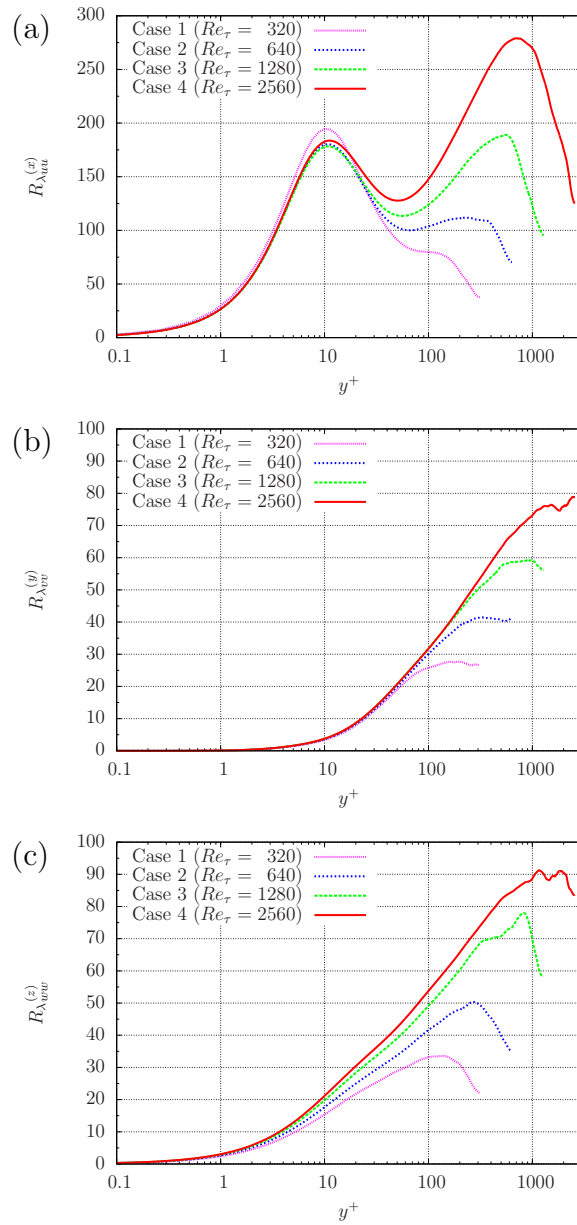 (a)
Case 1 (Re_τ = 320)
Case 2 (Re_τ = 640)
Case 3 (Re_τ = 1280)
Case 4 (Re_τ = 2560)
300
250
200
150
100
50
0
R_λuu^(x)
0.1 1 10 100 1000
y^+
(b)
Case 1 (Re_τ = 320)
Case 2 (Re_τ = 640)
Case 3 (Re_τ = 1280)
Case 4 (Re_τ = 2560)
100
90
80
70
60
50
40
30
20
10
0
R_λvv^(y)
0.1 1 10 100 1000
y^+
(c)
Case 1 (Re_τ = 320)
Case 2 (Re_τ = 640)
Case 3 (Re_τ = 1280)
Case 4 (Re_τ = 2560)
100
90
80
70
60
50
40
30
20
10
0
R_λww^(z)
0.1 1 10 100 1000
y^+